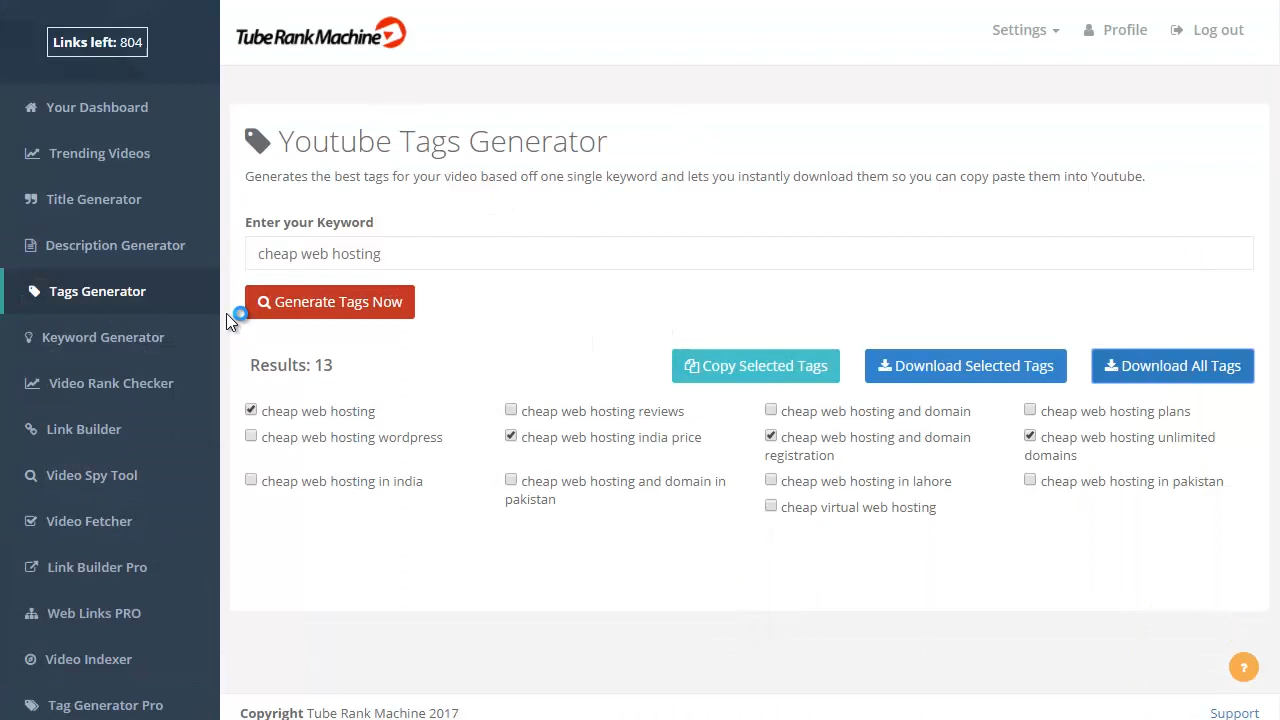 Links left: 804
Your Dashboard
Trending Videos
Title Generator
Description Generator
Tags Generator
Keyword Generator
Video Rank Checker
Link Builder
Video Spy Tool
Video Fetcher
Link Builder Pro
Web Links PRO
Video Indexer
Tag Generator Pro
Tube Rank Machine
Settings
Profile
Log out
Youtube Tags Generator
Generates the best tags for your video based off one single keyword and lets you instantly download them so you can copy paste them into Youtube.
Enter your Keyword
cheap web hosting
Generate Tags Now
Results: 13
Copy Selected Tags
Download Selected Tags
Download All Tags
cheap web hosting
cheap web hosting reviews
cheap web hosting and domain
cheap web hosting plans
cheap web hosting wordpress
cheap web hosting india price
cheap web hosting and domain
registration
cheap web hosting unlimited
domains
cheap web hosting in india
cheap web hosting and domain in
pakistan
cheap web hosting in lahore
cheap web hosting in pakistan
cheap virtual web hosting
?
Copyright Tube Rank Machine 2017
Support